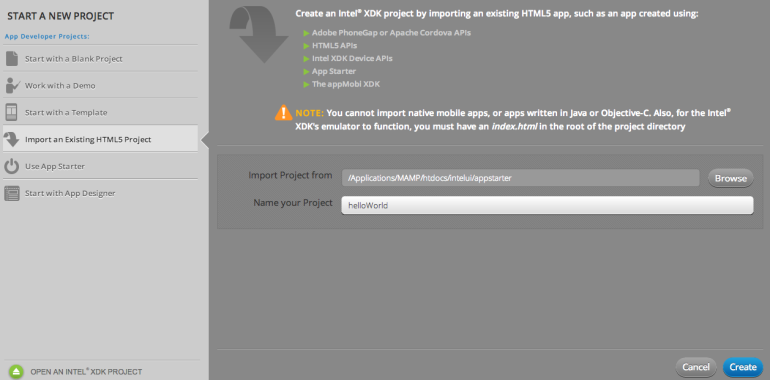 START A NEW PROJECT
App Developer Projects:
Start with a Blank Project
Work with a Demo
Start with a Template
Import an Existing HTML5 Project
Use App Starter
Start with App Designer
OPEN AN INTEL® XDK PROJECT
Create an Intel® XDK project by importing an existing HTML5 app, such as an app created using:
Adobe PhoneGap or Apache Cordova APIs
HTML5 APIs
Intel XDK Device APIs
App Starter
The appMobi XDK
NOTE: You cannot import native mobile apps, or apps written in Java or Objective-C. Also, for the Intel®
XDK's emulator to function, you must have an index.html in the root of the project directory
Import Project from /Applications/MAMP/htdocs/intelui/appstarter Browse
Name your Project helloWorld
Cancel Create